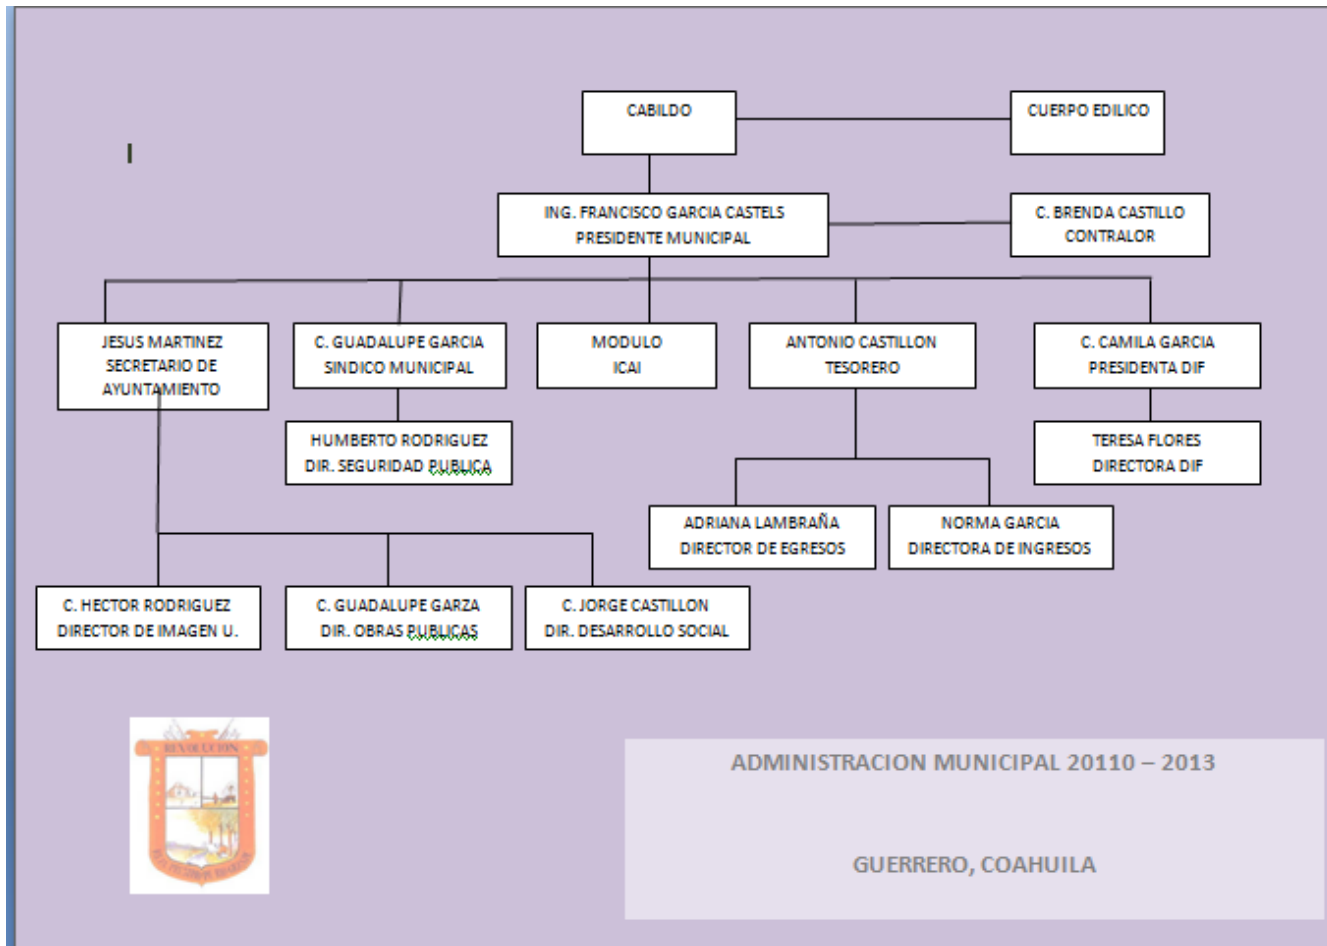 CABILDO
CUERPO EDILICO
I
ING. FRANCISCO GARCIA CASTELS
PRESIDENTE MUNICIPAL
C. BRENDA CASTILLO
CONTRALOR
JESUS MARTINEZ
SECRETARIO DE
AYUNTAMIENTO
C. GUADALUPE GARCIA
SINDICO MUNICIPAL
MODULO
ICAI
ANTONIO CASTILLON
TESORERO
C. CAMILA GARCIA
PRESIDENTA DIF
HUMBERTO RODRIGUEZ
DIR. SEGURIDAD PUBLICA
TERESA FLORES
DIRECTORA DIF
ADRIANA LAMBRAÑA
DIRECTOR DE EGRESOS
NORMA GARCIA
DIRECTORA DE INGRESOS
C. HECTOR RODRIGUEZ
DIRECTOR DE IMAGEN U.
C. GUADALUPE GARZA
DIR. OBRAS PUBLICAS
C. JORGE CASTILLON
DIR. DESARROLLO SOCIAL
REVOLUCION
ADMINISTRACION MUNICIPAL 20110 – 2013
GUERRERO, COAHUILA